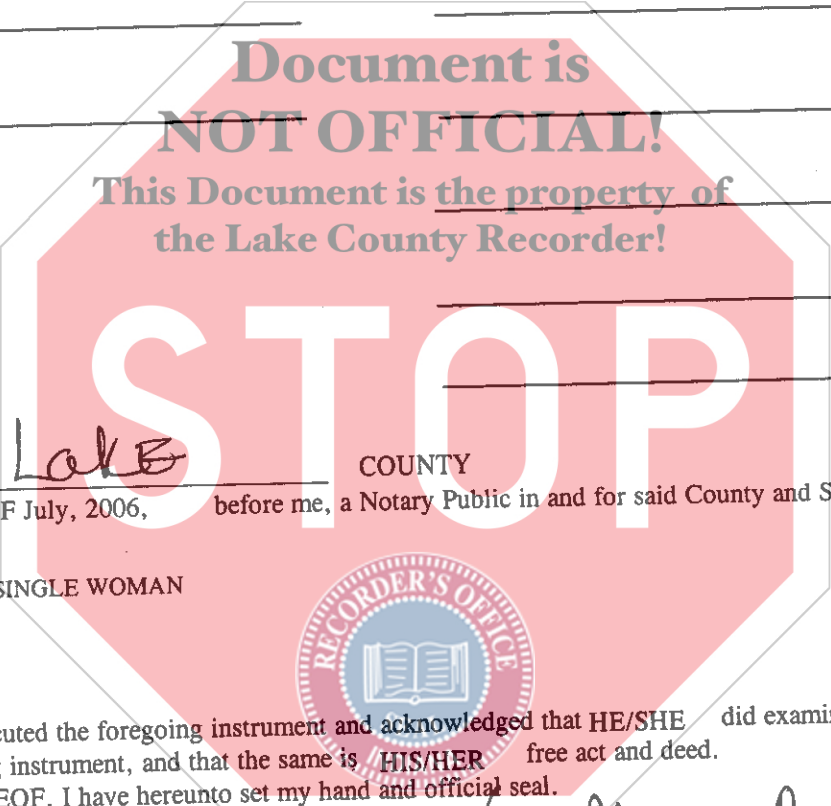 Document is
NOT OFFICIAL!
This Document is the property of
the Lake County Recorder!
STOP
Lake COUNTY
F July, 2006, before me, a Notary Public in and for said County and S
SINGLE WOMAN
RECORDER'S OFFICE
cuted the foregoing instrument and acknowledged that HE/SHE did examin
instrument, and that the same is HIS/HER free act and deed.
EOF, I have hereunto set my hand and official seal.